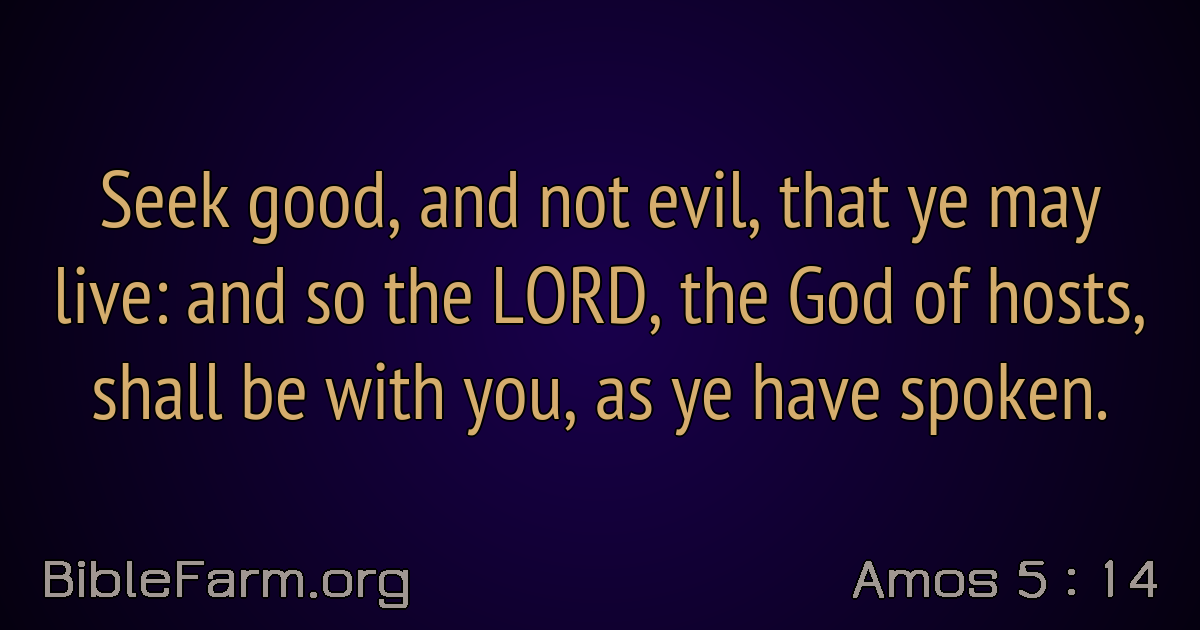 Seek good, and not evil, that ye may
live: and so the LORD, the God of hosts,
shall be with you, as ye have spoken.
BibleFarm.org
Amos 5 : 14